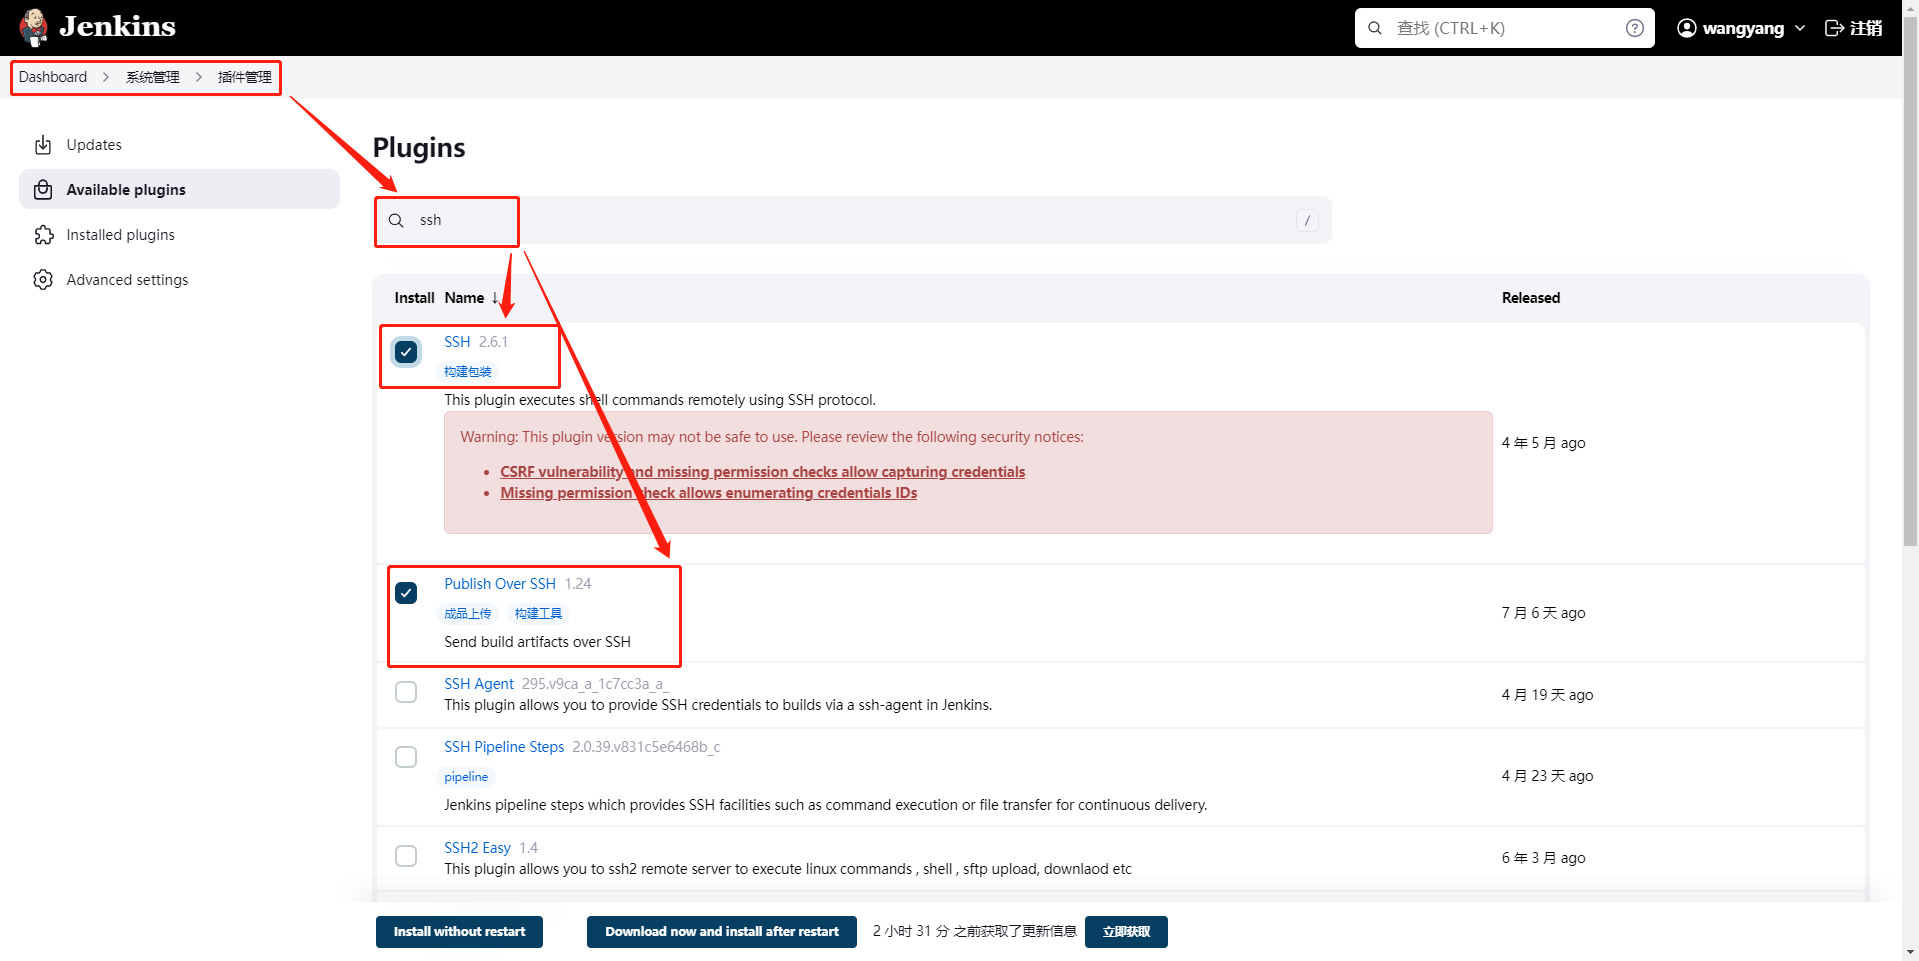 Jenkins
查找 (CTRL+K)
wangyang
注销
Dashboard > 系统管理 > 插件管理
Updates
Available plugins
Installed plugins
Advanced settings
Plugins
ssh
/
Install Name ↓ Released
SSH 2.6.1
构建包装
This plugin executes shell commands remotely using SSH protocol.
Warning: This plugin version may not be safe to use. Please review the following security notices:
• CSRF vulnerability and missing permission checks allow capturing credentials
• Missing permission check allows enumerating credentials IDs
4 年 5 月 ago
Publish Over SSH 1.24
成品上传 构建工具
Send build artifacts over SSH
7 月 6 天 ago
SSH Agent 295.v9ca_a_1c7cc3a_a_
This plugin allows you to provide SSH credentials to builds via a ssh-agent in Jenkins.
4 月 19 天 ago
SSH Pipeline Steps 2.0.39.v831c5e6468b_c
pipeline
Jenkins pipeline steps which provides SSH facilities such as command execution or file transfer for continuous delivery.
4 月 23 天 ago
SSH2 Easy 1.4
This plugin allows you to ssh2 remote server to execute linux commands , shell , sftp upload, downlaod etc
6 年 3 月 ago
Install without restart
Download now and install after restart
2 小时 31 分 之前获取了更新信息
立即获取